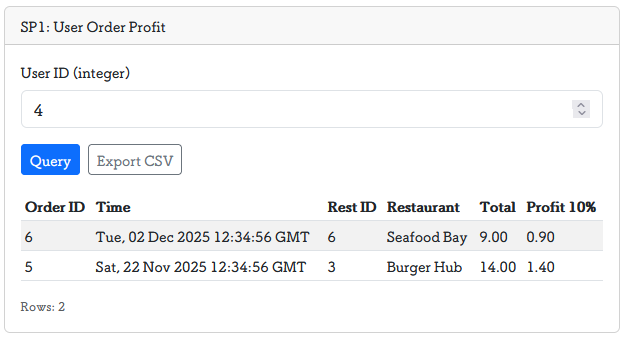 SP1: User Order Profit
User ID (integer)
4
Query Export CSV
Order ID Time Rest ID Restaurant Total Profit 10%
6 Tue, 02 Dec 2025 12:34:56 GMT 6 Seafood Bay 9.00 0.90
5 Sat, 22 Nov 2025 12:34:56 GMT 3 Burger Hub 14.00 1.40
Rows: 2